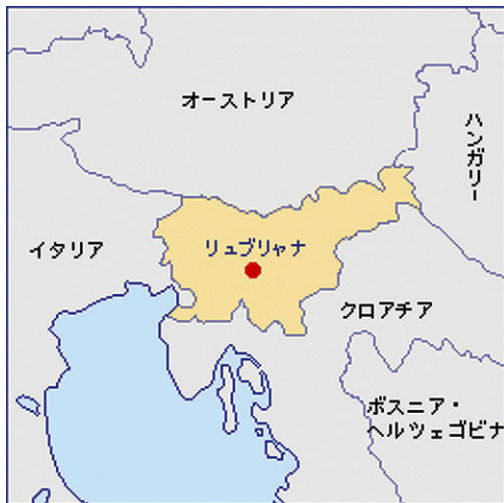 オーストリア
ハンガリー
イタリア
リュブリャナ
クロアチア
ボスニア・
ヘルツェゴビナ